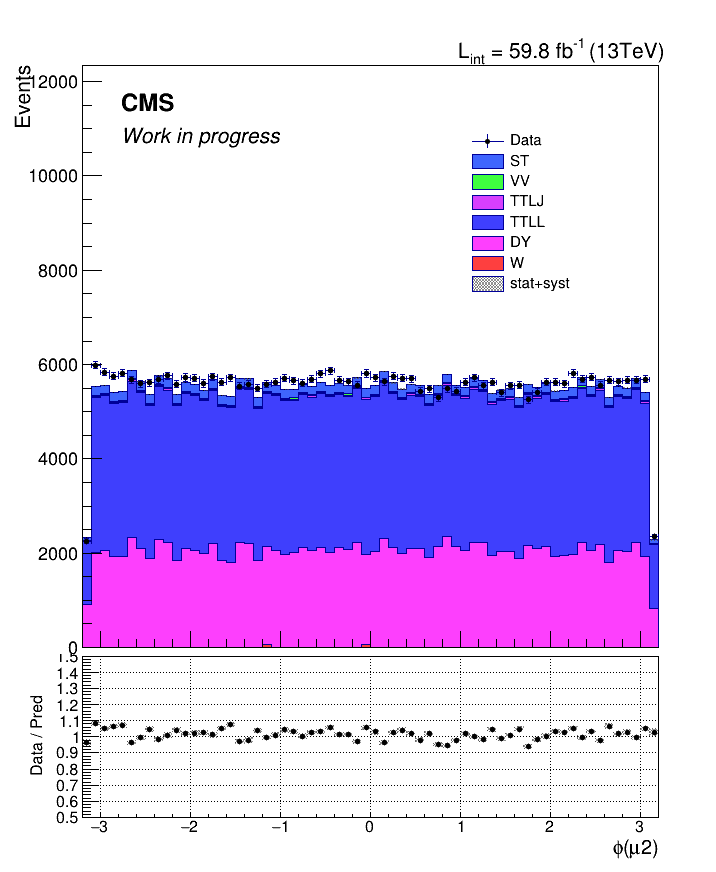 L_int = 59.8 fb^-1 (13TeV)
Events
12000
10000
8000
6000
4000
2000
0
CMS
Work in progress
Data
ST
VV
TTLJ
TTLL
DY
W
stat+syst
Data / Pred
1.5
1.4
1.3
1.2
1.1
1
0.9
0.8
0.7
0.6
0.5
−3 −2 −1 0 1 2 3
ϕ(μ2)